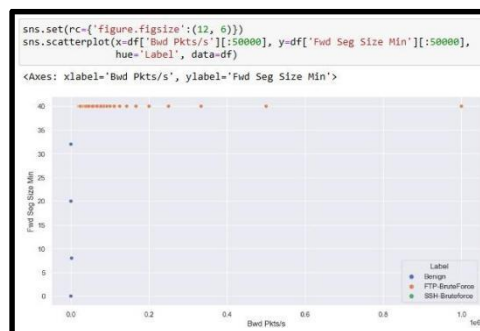 sns.set(rc={'figure.figsize':(12, 6)})
sns.scatterplot(x=df['Bwd Pkts/s'][:50000], y=df['Fwd Seg Size Min'][:50000],
hue='Label', data=df)
<Axes: xlabel='Bwd Pkts/s', ylabel='Fwd Seg Size Min'>
40
35
30
25
20
15
10
5
0
Fwd Seg Size Min
Label
Benign
FTP-BruteForce
SSH-Bruteforce
0.0 0.2 0.4 0.6 0.8 1.0
Bwd Pkts/s
1e6